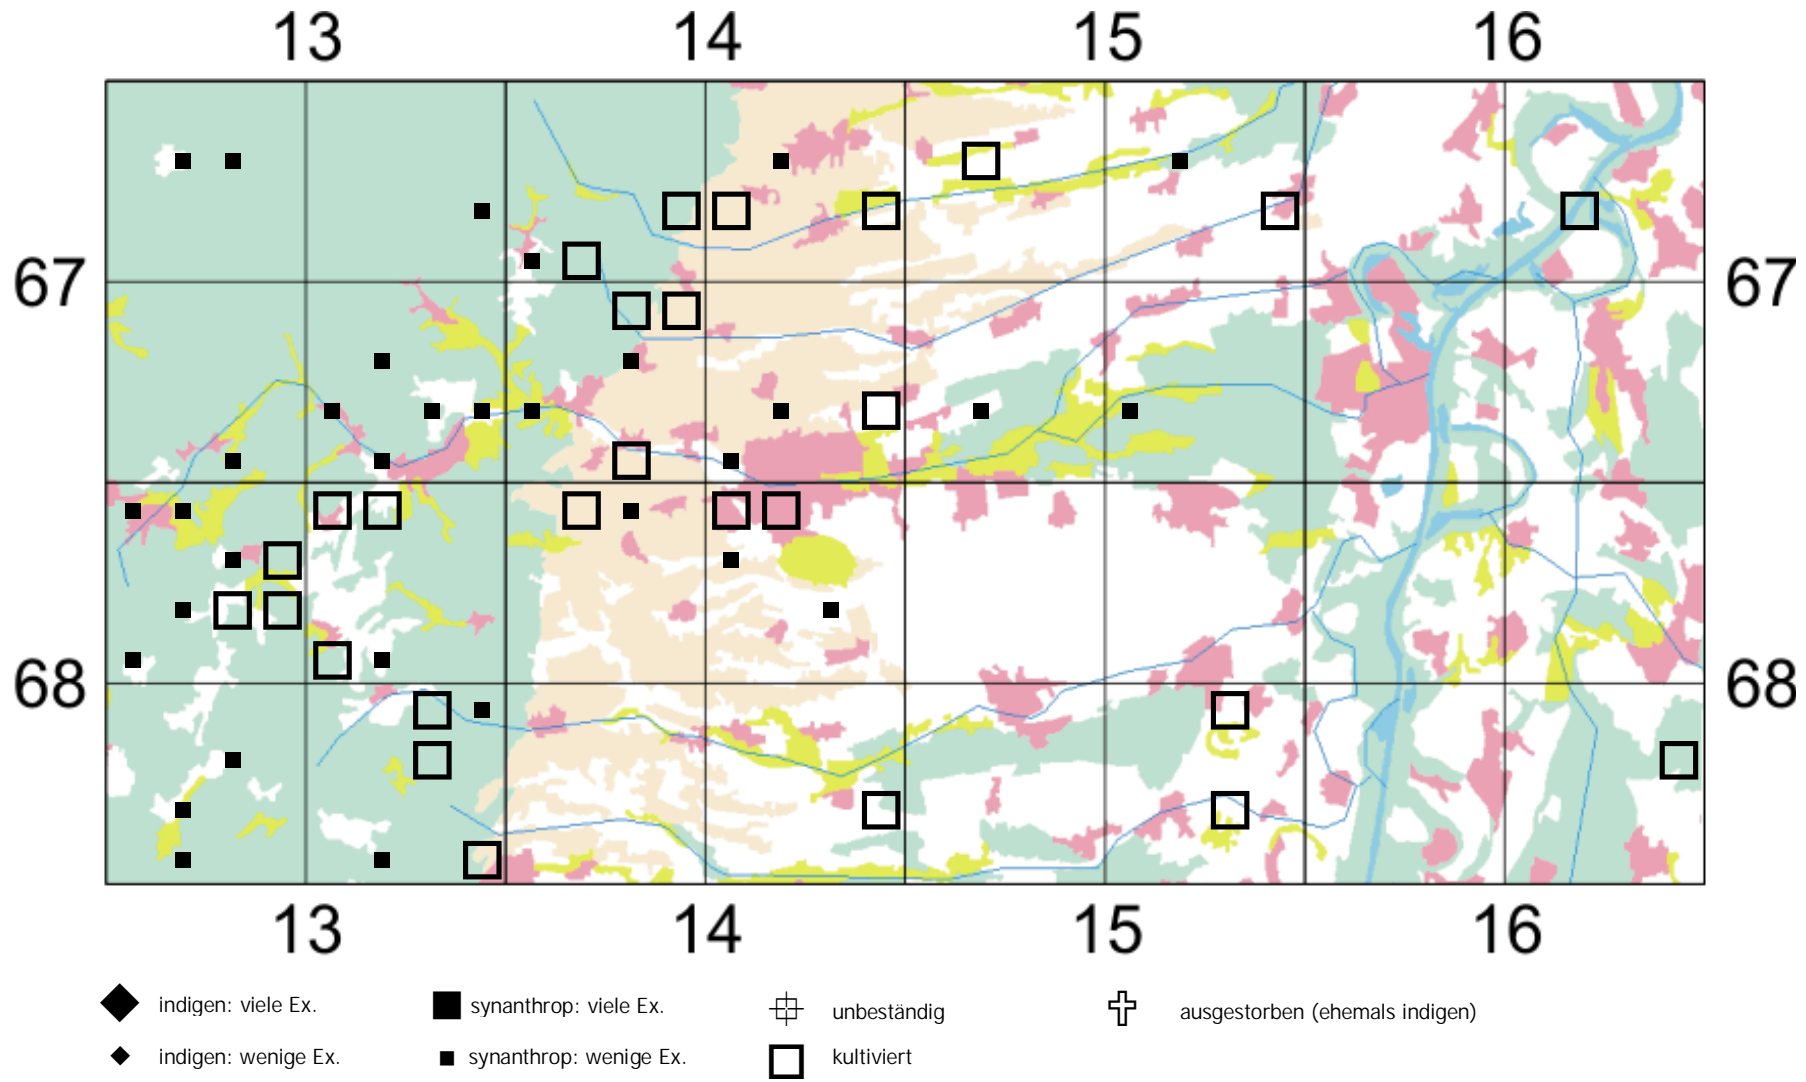 13 14 15 16
67 67
68 68
13 14 15 16
indigen: viele Ex. synanthrop: viele Ex. unbeständig ausgestorben (ehemals indigen)
indigen: wenige Ex. synanthrop: wenige Ex. kultiviert